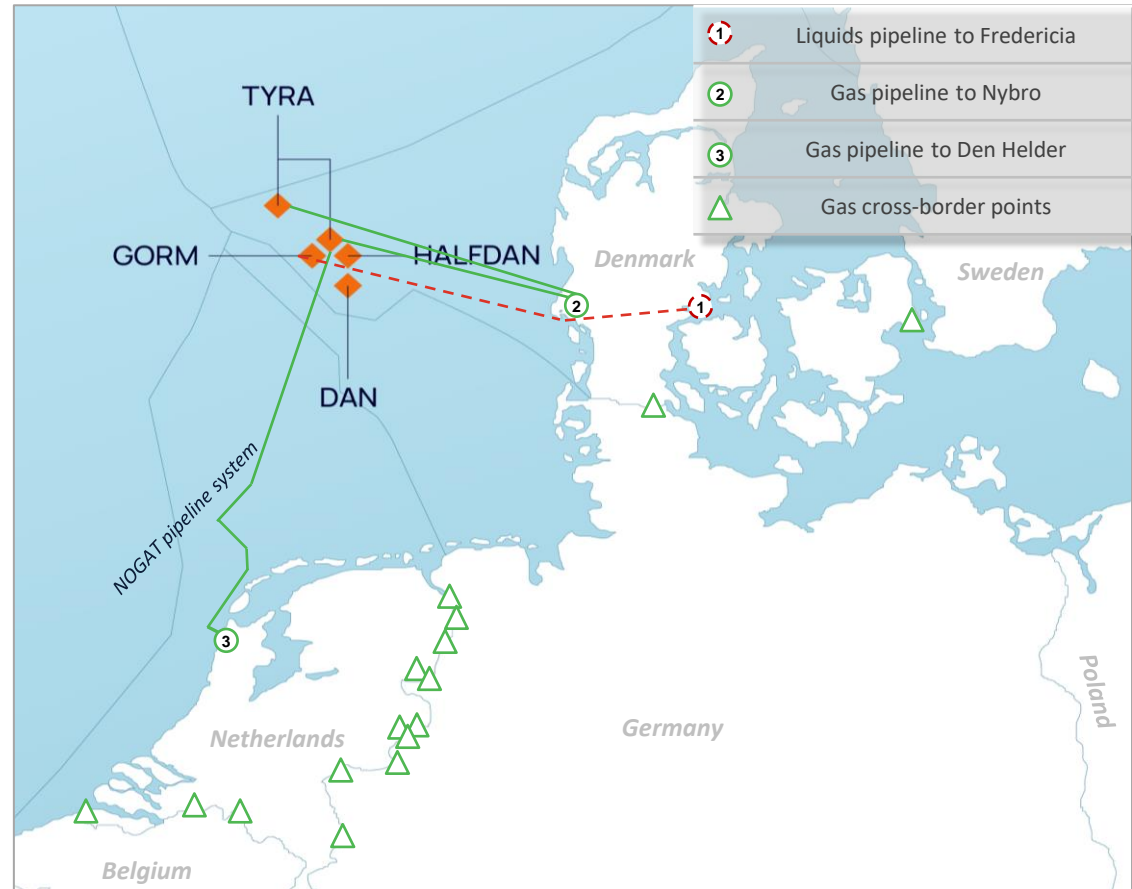 1 Liquids pipeline to Fredericia
2 Gas pipeline to Nybro
3 Gas pipeline to Den Helder
Gas cross-border points
TYRA
GORM
HALFDAN
Denmark
Sweden
2
1
DAN
NOGAT pipeline system
3
Netherlands
Germany
Poland
Belgium